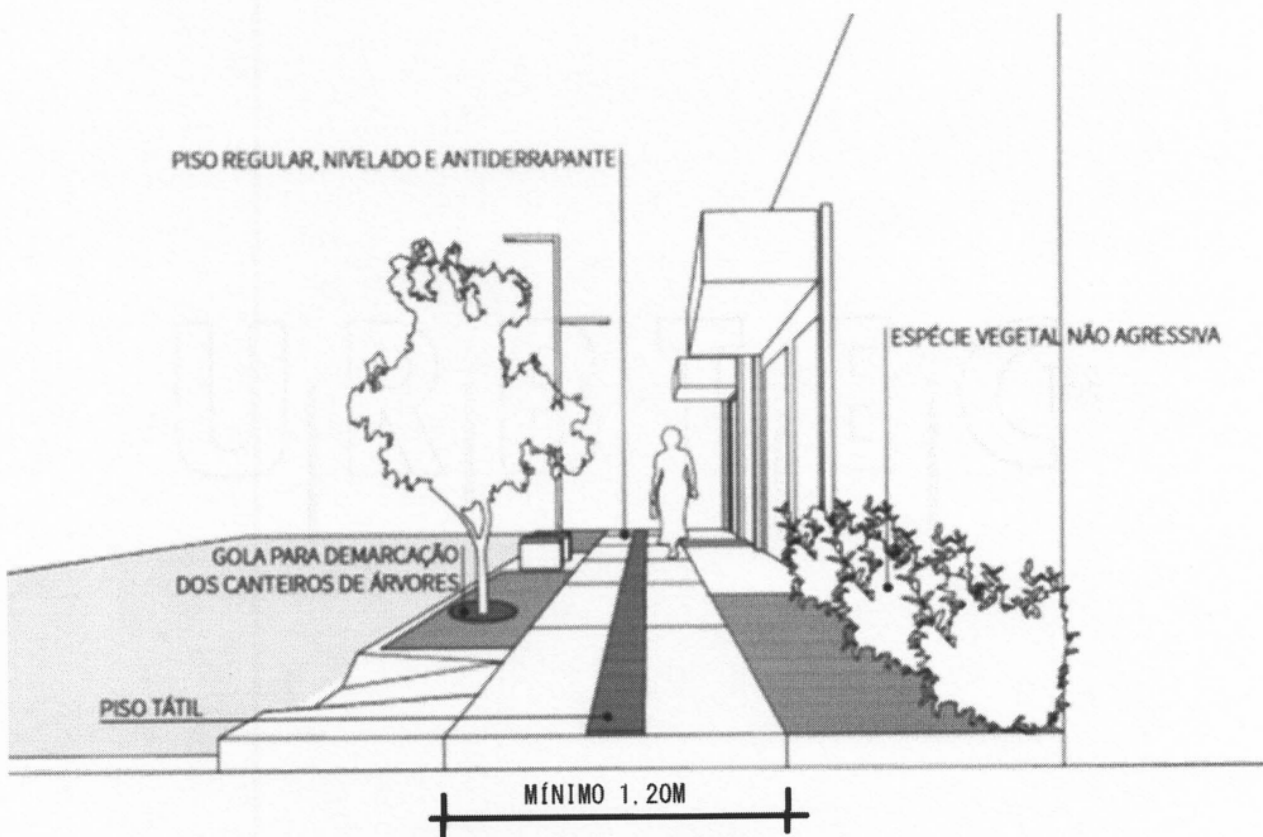 PISO REGULAR, NIVELADO E ANTIDERRAPANTE
ESPÉCIE VEGETAL NÃO AGRESSIVA
GOLA PARA DEMARCAÇÃO
DOS CANTEIROS DE ÁRVORES
PISO TÁTIL
MÍNIMO 1.20M